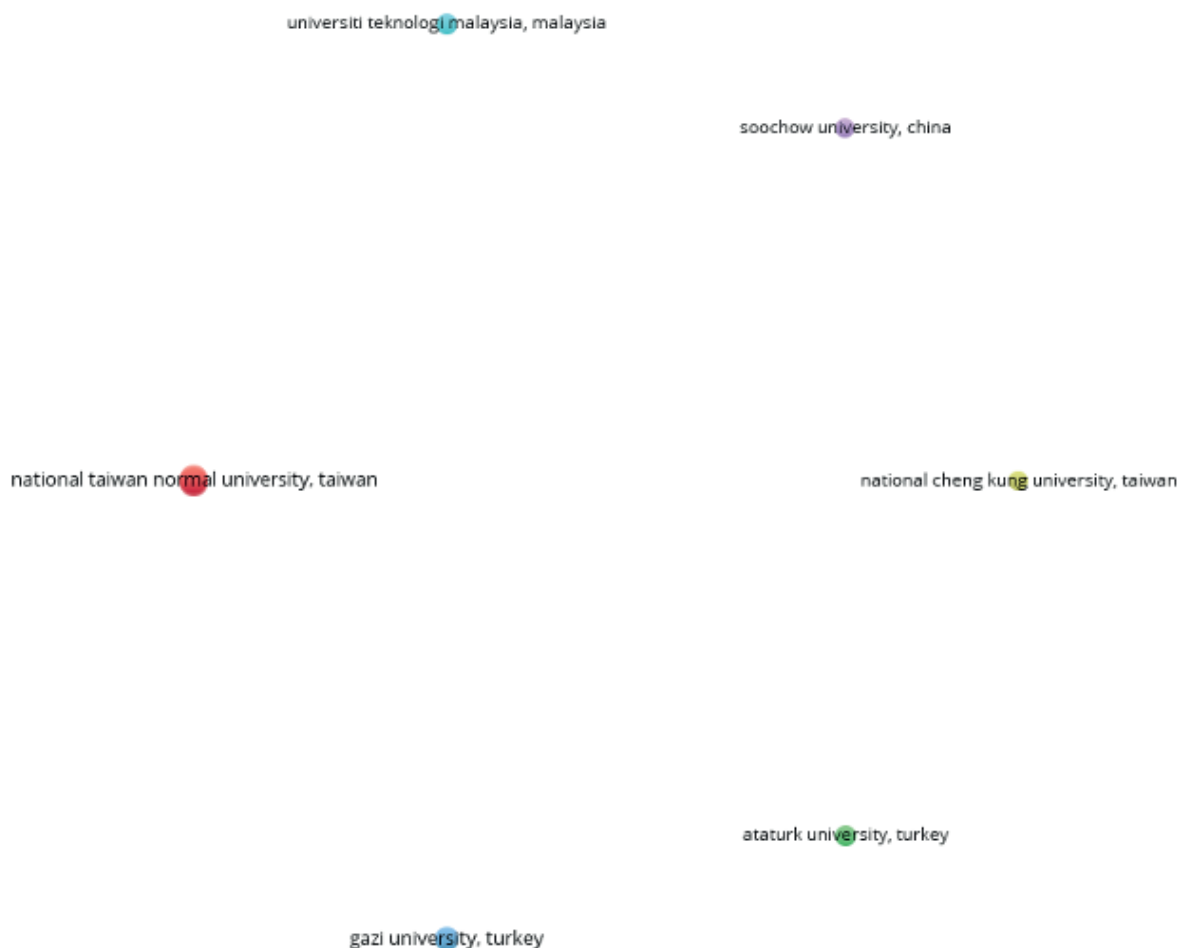 universiti teknologi malaysia, malaysia
soochow university, china
national taiwan normal university, taiwan
national cheng kung university, taiwan
ataturk university, turkey
gazi university, turkey